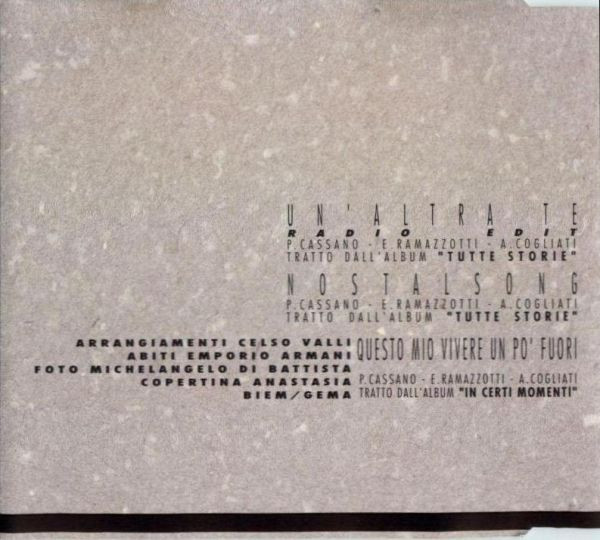 UN'ALTRA TE
RADIO EDIT
P.CASSANO - E.RAMAZZOTTI - A.COGLIATI
TRATTO DALL'ALBUM "TUTTE STORIE"
NOSTALSONG
P.CASSANO - E.RAMAZZOTTI - A.COGLIATI
TRATTO DALL'ALBUM "TUTTE STORIE"
QUESTO MIO VIVERE UN PO' FUORI
P.CASSANO - E.RAMAZZOTTI - A.COGLIATI
TRATTO DALL'ALBUM "IN CERTI MOMENTI"
ARRANGIAMENTI CELSO VALLI
ABITI EMPORIO ARMANI
FOTO MICHELANGELO DI BATTISTA
COPERTINA ANASTASIA
BIEM/GEMA